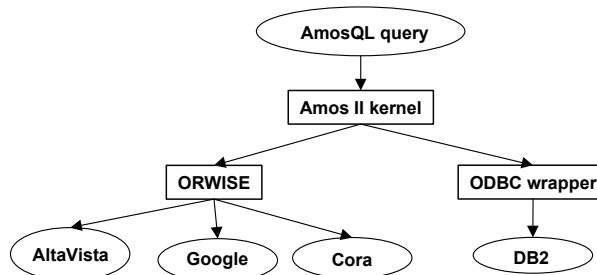 AmosQL query
Amos II kernel
ORWISE
ODBC wrapper
AltaVista
Google
Cora
DB2